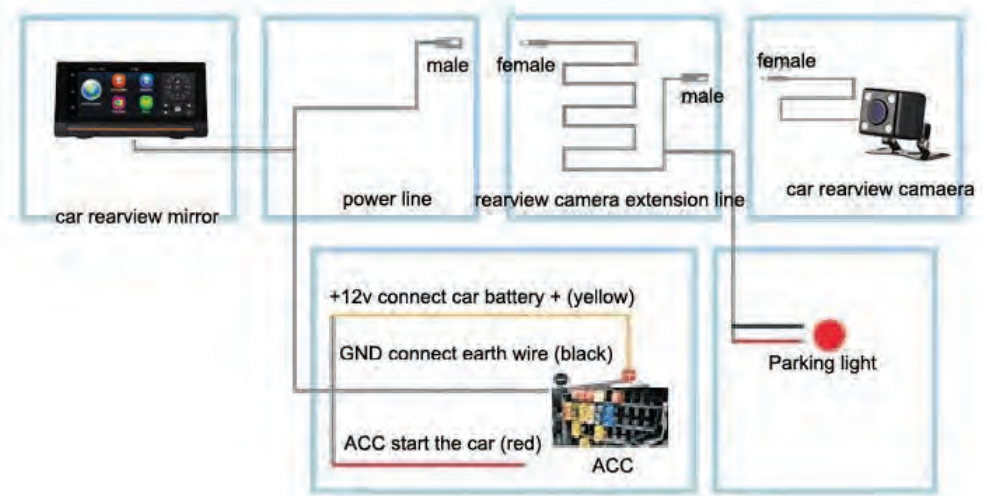 male
female
male
female
car rearview mirror
power line
rearview camera extension line
car rearview camaera
+12v connect car battery + (yellow)
GND connect earth wire (black)
ACC start the car (red)
ACC
Parking light